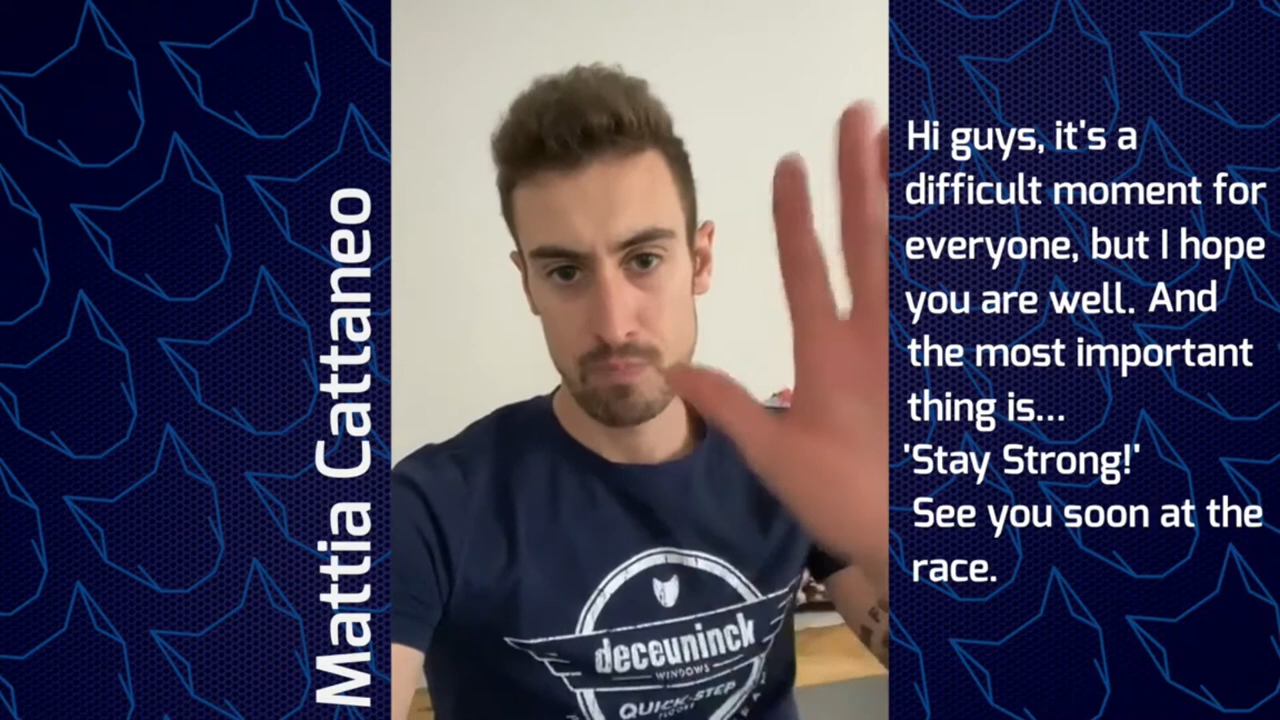 Mattia Cattaneo
Hi guys, it's a
difficult moment for
everyone, but I hope
you are well. And
the most important
thing is...
'Stay Strong!'
See you soon at the
race.
deceuninck
WINDOWS
QUICK-STEP